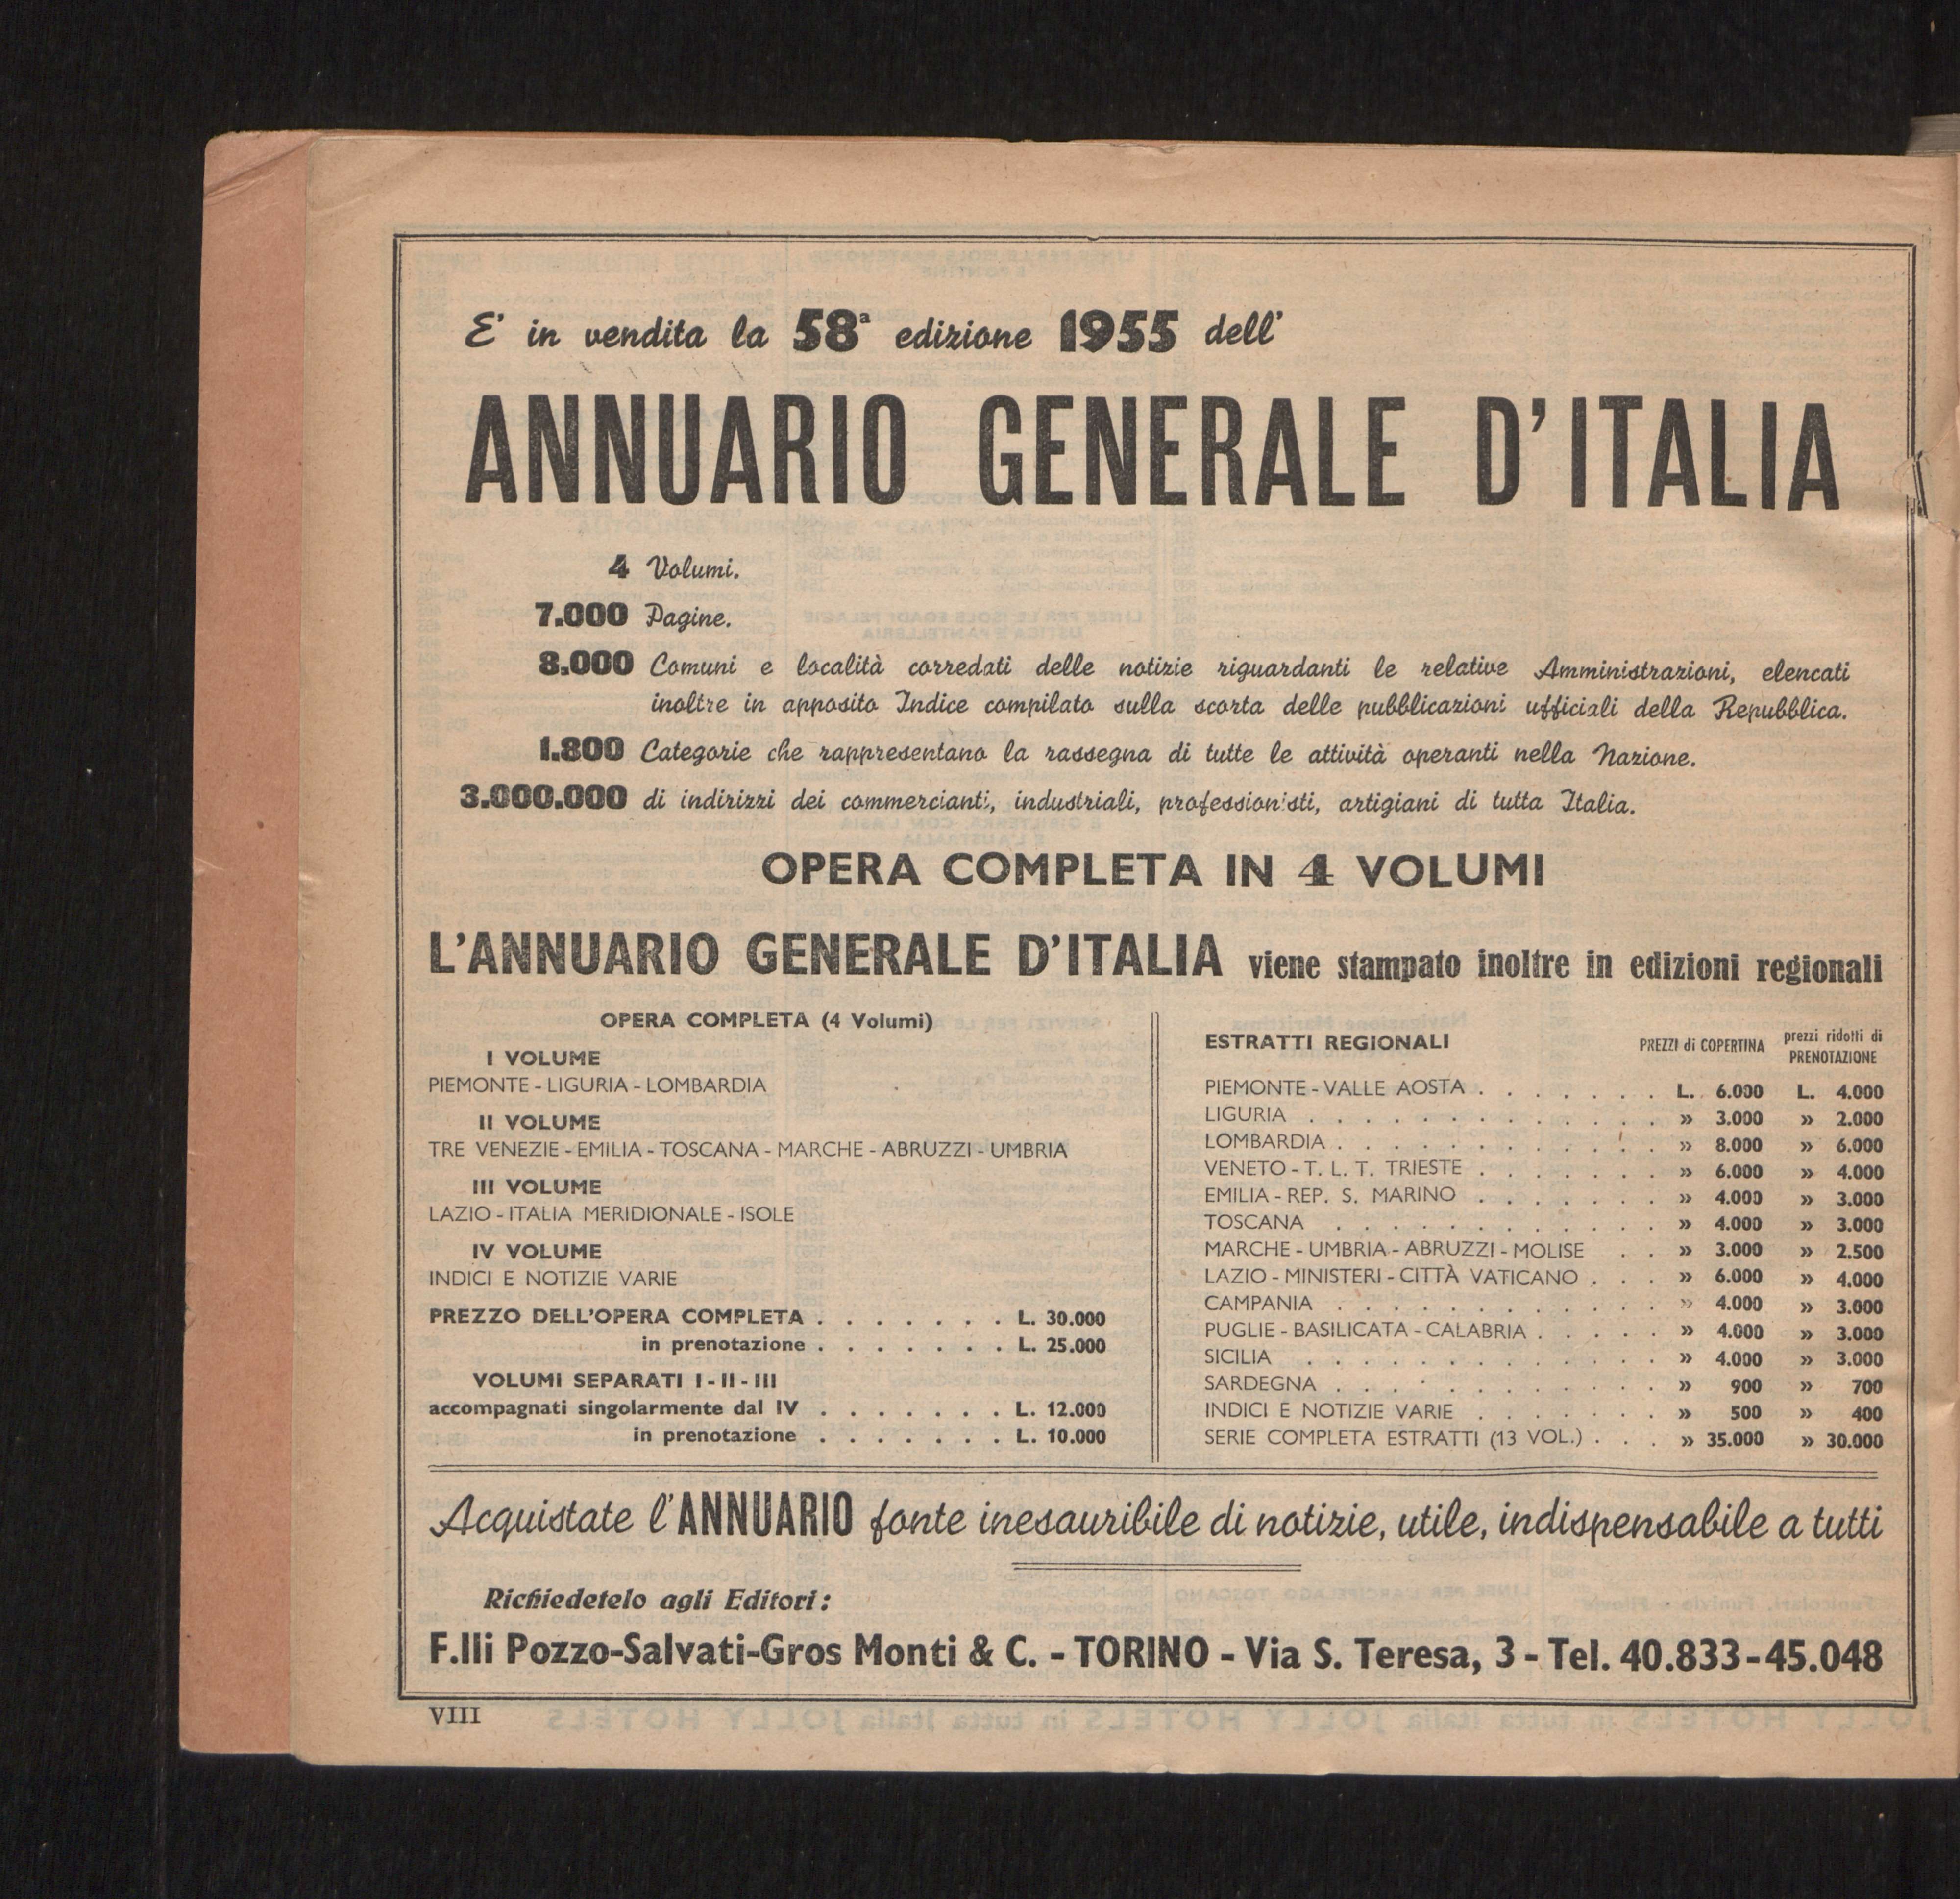 E' in vendita la 58ª edizione 1955 dell'
ANNUARIO GENERALE D'ITALIA
4 Volumi.
7.000 Pagine.
8.000 Comuni e località corredati delle notizie riguardanti le relative Amministrazioni, elencati
inoltre in apposito Indice compilato sulla scorta delle pubblicazioni ufficiali della Repubblica.
1.800 Categorie che rappresentano la rassegna di tutte le attività operanti nella Nazione.
3.000.000 di indirizzi dei commercianti, industriali, professionisti, artigiani di tutta Italia.
OPERA COMPLETA IN 4 VOLUMI
L'ANNUARIO GENERALE D'ITALIA viene stampato inoltre in edizioni regionali
OPERA COMPLETA (4 Volumi)
I VOLUME
PIEMONTE - LIGURIA - LOMBARDIA
II VOLUME
TRE VENEZIE - EMILIA - TOSCANA - MARCHE - ABRUZZI - UMBRIA
III VOLUME
LAZIO - ITALIA MERIDIONALE - ISOLE
IV VOLUME
INDICI E NOTIZIE VARIE
PREZZO DELL'OPERA COMPLETA . . . . . . . L. 30.000
in prenotazione . . . . . . . L. 25.000
VOLUMI SEPARATI I - II - III
accompagnati singolarmente dal IV . . . . . . . L. 12.000
in prenotazione . . . . . . . L. 10.000
ESTRATTI REGIONALI PREZZI di COPERTINA prezzi ridotti di PRENOTAZIONE
PIEMONTE - VALLE AOSTA . . . . . . . L. 6.000 L. 4.000
LIGURIA . . . . . . . . . . . . . » 3.000 » 2.000
LOMBARDIA . . . . . . . . . . . . » 8.000 » 6.000
VENETO - T. L. T. TRIESTE . . . . . . . » 6.000 » 4.000
EMILIA - REP. S. MARINO . . . . . . . » 4.000 » 3.000
TOSCANA . . . . . . . . . . . . » 4.000 » 3.000
MARCHE - UMBRIA - ABRUZZI - MOLISE . . » 3.000 » 2.500
LAZIO - MINISTERI - CITTÀ VATICANO . . . » 6.000 » 4.000
CAMPANIA . . . . . . . . . . . . » 4.000 » 3.000
PUGLIE - BASILICATA - CALABRIA . . . . . » 4.000 » 3.000
SICILIA . . . . . . . . . . . . . » 4.000 » 3.000
SARDEGNA . . . . . . . . . . . . » 900 » 700
INDICI E NOTIZIE VARIE . . . . . . . » 500 » 400
SERIE COMPLETA ESTRATTI (13 VOL.) . . . » 35.000 » 30.000
Acquistate l'ANNUARIO fonte inesauribile di notizie, utile, indispensabile a tutti
Richiedetelo agli Editori:
F.lli Pozzo-Salvati-Gros Monti & C. - TORINO - Via S. Teresa, 3 - Tel. 40.833-45.048
VIII